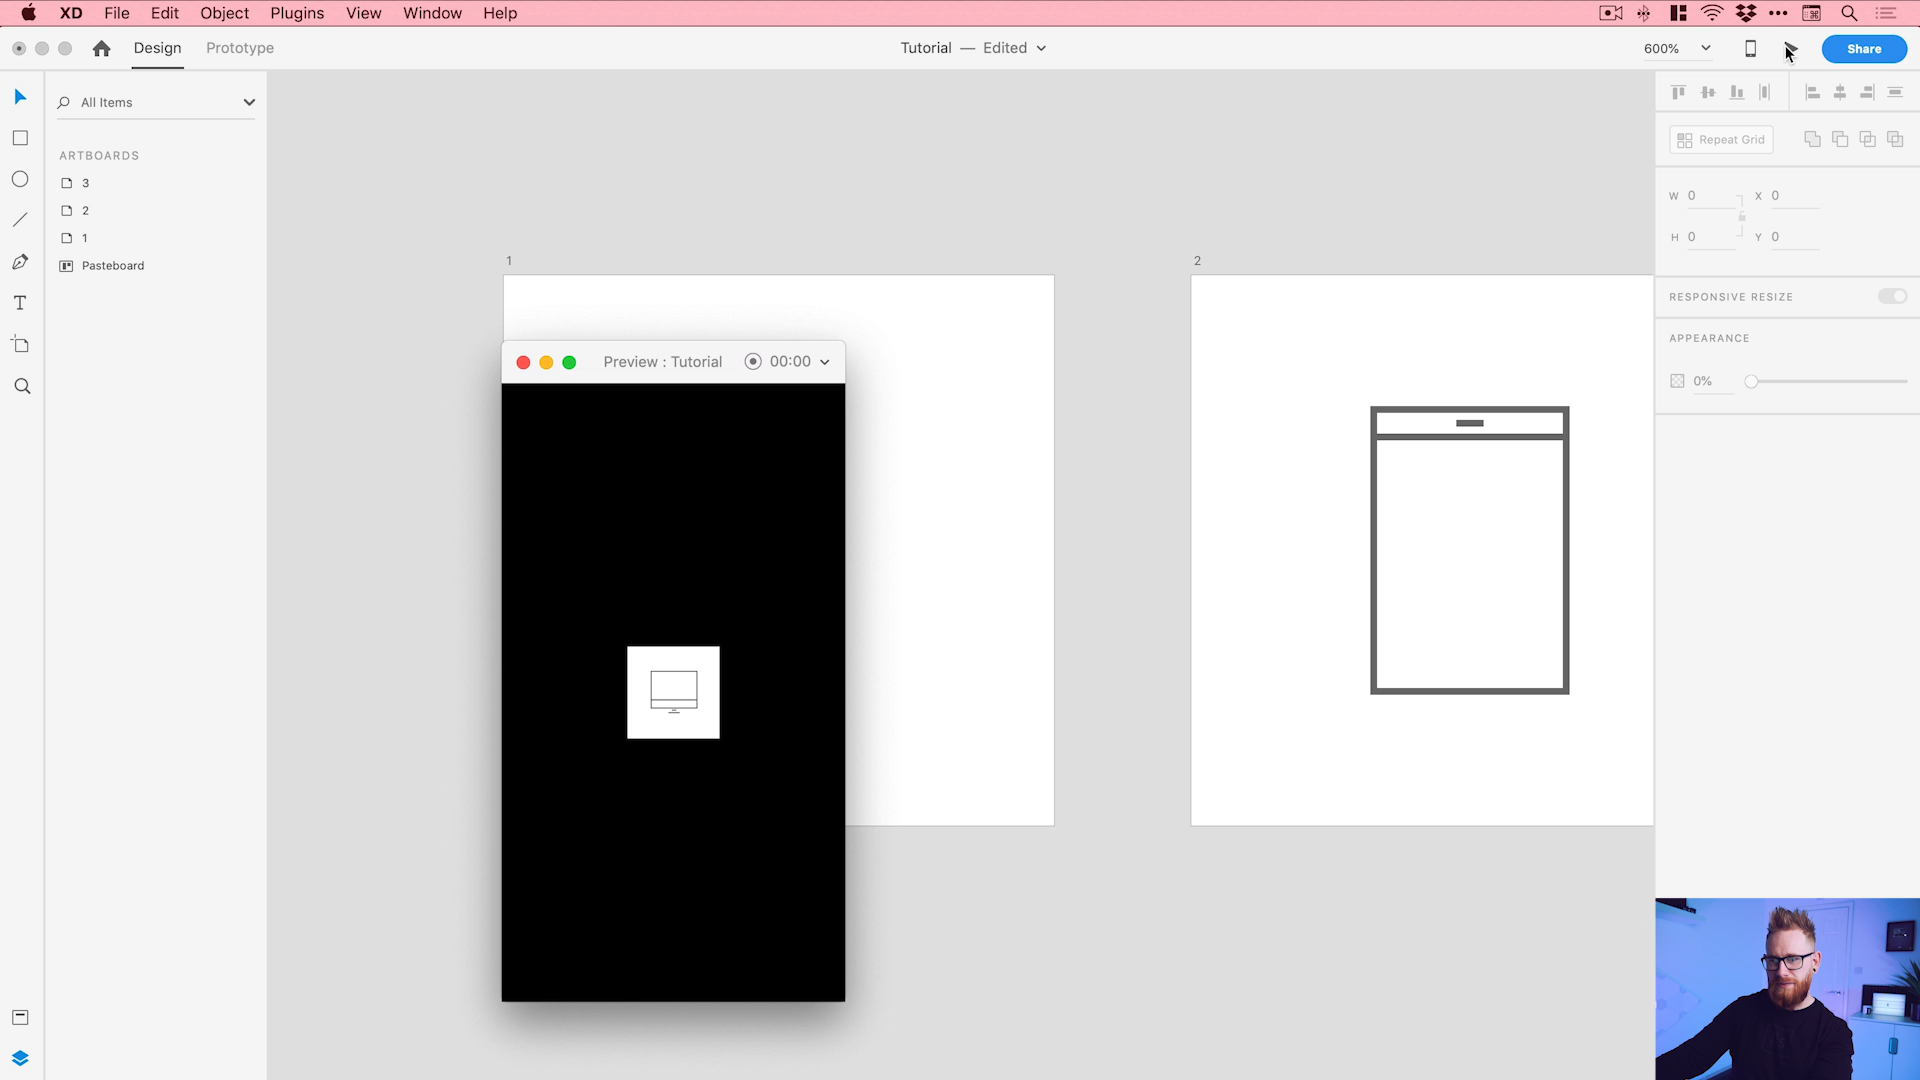 XD File Edit Object Plugins View Window Help
Design Prototype
Tutorial — Edited
600%
Share
All Items
ARTBOARDS
3
2
1
Pasteboard
1
2
Preview : Tutorial 00:00
Repeat Grid
W 0 X 0
H 0 Y 0
RESPONSIVE RESIZE
APPEARANCE
0%